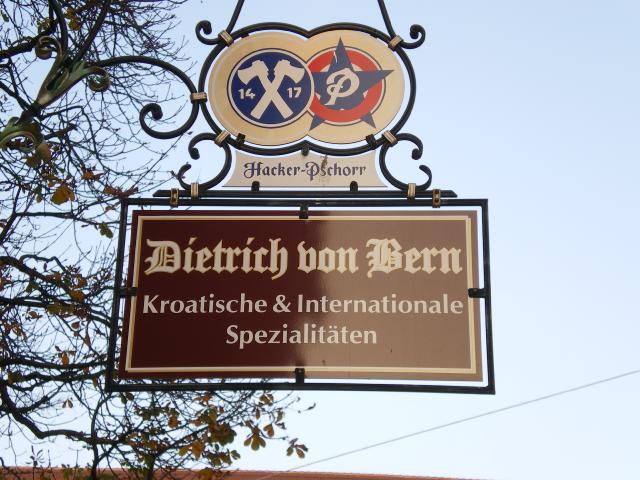 14 17 P
Hacker-Pschorr
Dietrich von Bern
Kroatische & Internationale
Spezialitäten